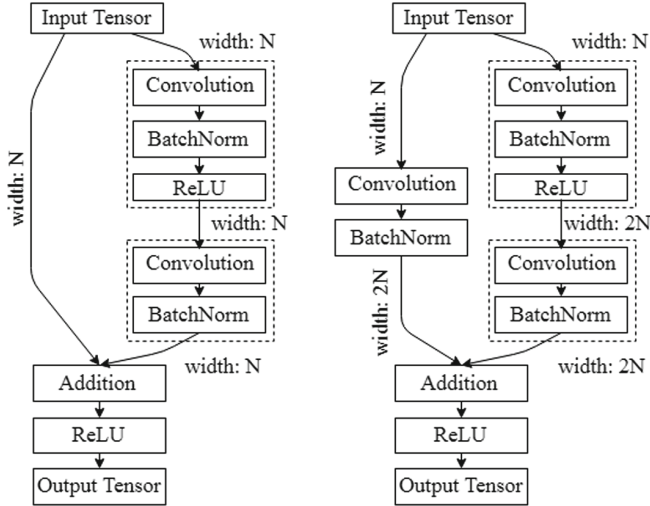 Input Tensor
width: N
Convolution
BatchNorm
ReLU
width: N
width: N
Convolution
BatchNorm
width: N
Addition
ReLU
Output Tensor
Input Tensor
width: N
width: N
Convolution
BatchNorm
ReLU
Convolution
BatchNorm
width: 2N
Convolution
BatchNorm
width: 2N
width: 2N
Addition
ReLU
Output Tensor